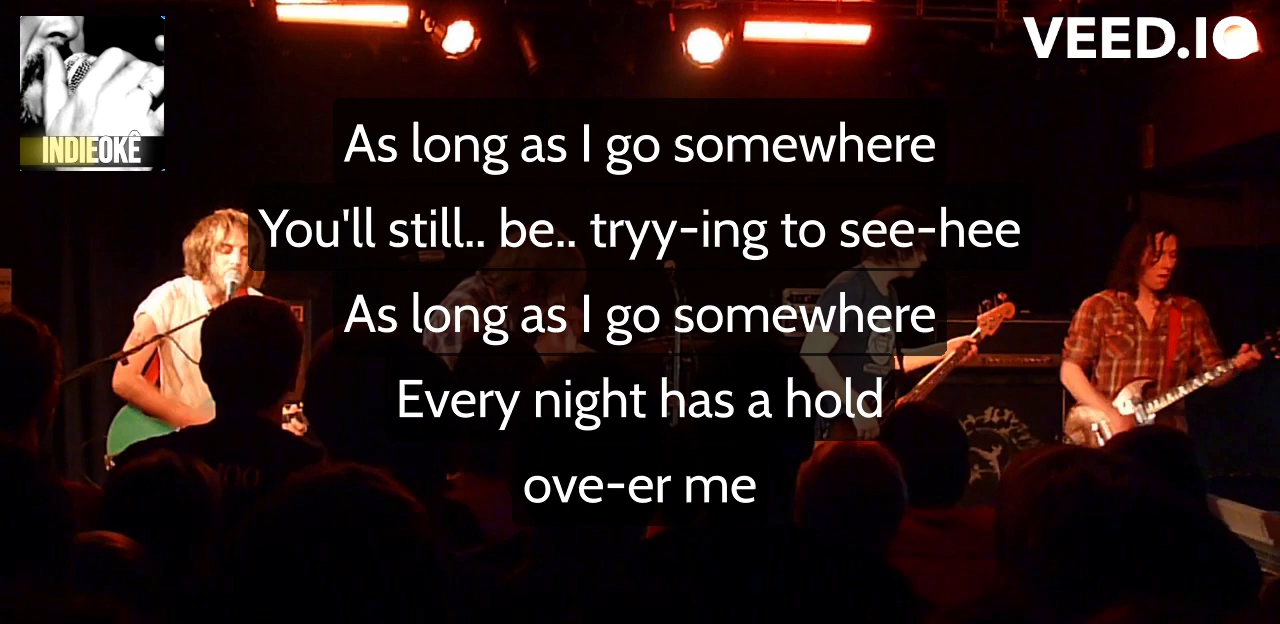 VEED.IO
INDIEOKÊ
As long as I go somewhere
You'll still.. be.. tryy-ing to see-hee
As long as I go somewhere
Every night has a hold
ove-er me